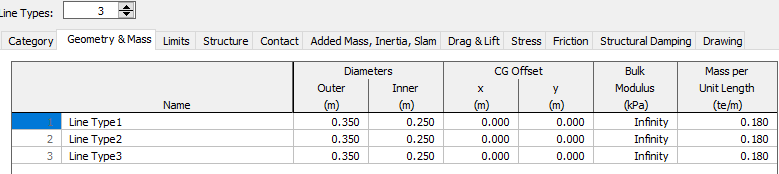 Line Types: 3
Category Geometry & Mass Limits Structure Contact Added Mass, Inertia, Slam Drag & Lift Stress Friction Structural Damping Drawing
Diameters CG Offset Bulk Mass per
Outer Inner x y Modulus Unit Length
Name (m) (m) (m) (m) (kPa) (te/m)
1 Line Type1 0.350 0.250 0.000 0.000 Infinity 0.180
2 Line Type2 0.350 0.250 0.000 0.000 Infinity 0.180
3 Line Type3 0.350 0.250 0.000 0.000 Infinity 0.180